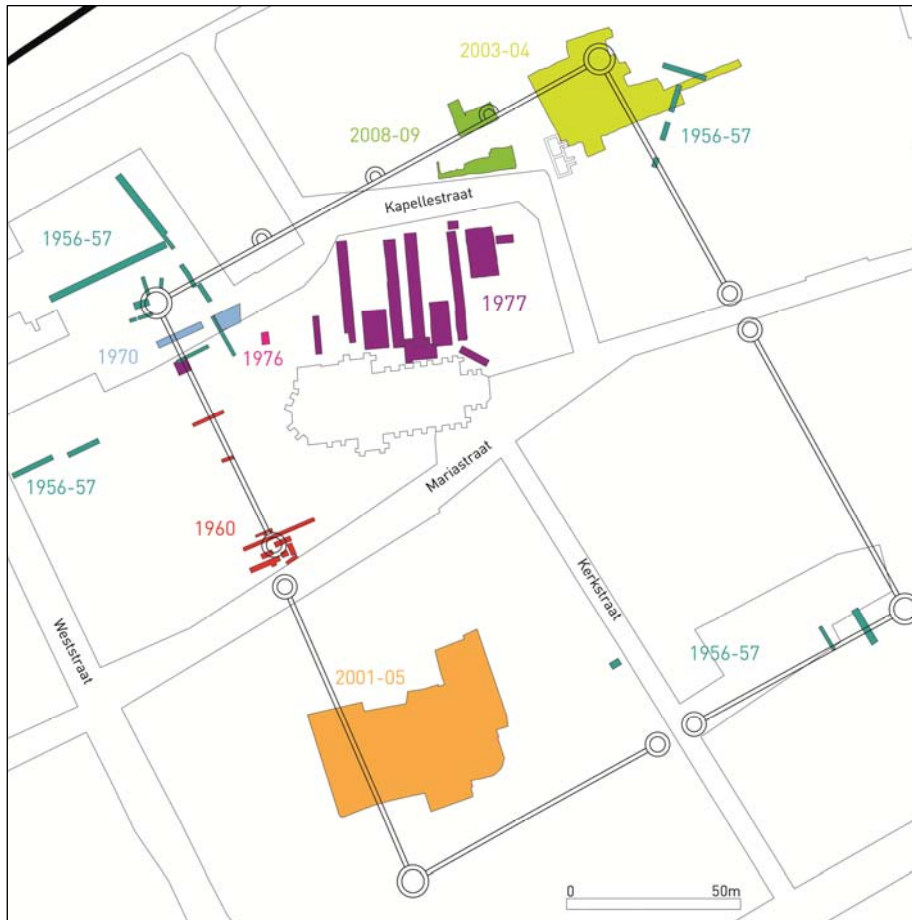 2003-04
2008-09
1956-57
Kapellestraat
1956-57
1977
1970
1976
Mariastraat
1956-57
1960
Kerkstraat
Weststraat
1956-57
2001-05
0
50m